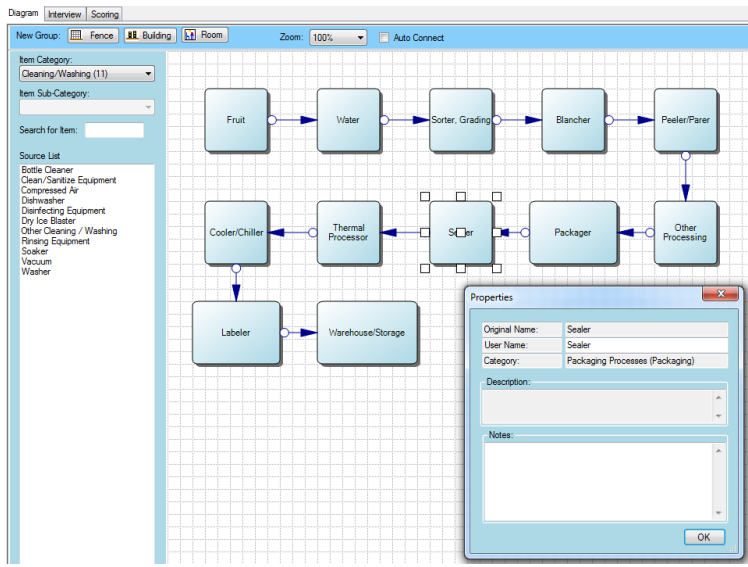 Diagram Interview Scoring
New Group: Fence Building Room Zoom: 100% Auto Connect
Item Category:
Cleaning/Washing (11)
Item Sub-Category:
Search for Item:
Source List
Bottle Cleaner
Clean/Sanitize Equipment
Compressed Air
Dishwasher
Disinfecting Equipment
Dry Ice Blaster
Other Cleaning / Washing
Rinsing Equipment
Soaker
Vacuum
Washer
Fruit
Water
Sorter, Grading
Blancher
Peeler/Parer
Cooler/Chiller
Thermal
Processor
Packager
Other
Processing
Labeler
Warehouse/Storage
Properties
Original Name: Sealer
User Name: Sealer
Category: Packaging Processes (Packaging)
Description:
Notes:
OK